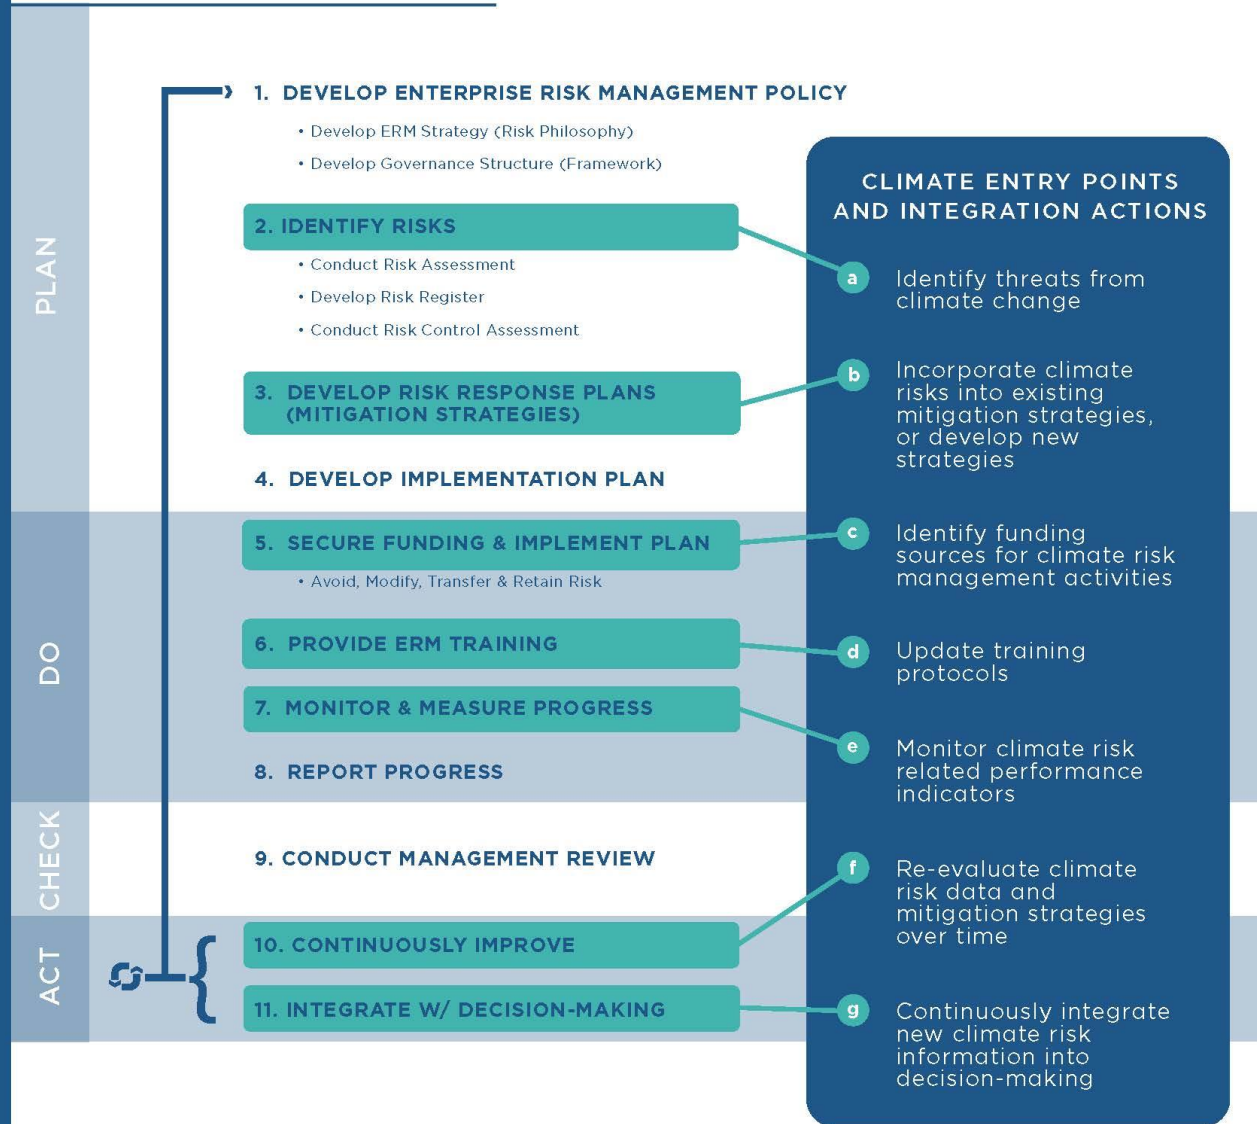 PLAN
1. DEVELOP ENTERPRISE RISK MANAGEMENT POLICY
• Develop ERM Strategy (Risk Philosophy)
• Develop Governance Structure (Framework)
2. IDENTIFY RISKS
• Conduct Risk Assessment
• Develop Risk Register
• Conduct Risk Control Assessment
3. DEVELOP RISK RESPONSE PLANS
(MITIGATION STRATEGIES)
4. DEVELOP IMPLEMENTATION PLAN
DO
5. SECURE FUNDING & IMPLEMENT PLAN
• Avoid, Modify, Transfer & Retain Risk
6. PROVIDE ERM TRAINING
7. MONITOR & MEASURE PROGRESS
8. REPORT PROGRESS
CHECK
9. CONDUCT MANAGEMENT REVIEW
ACT
10. CONTINUOUSLY IMPROVE
11. INTEGRATE W/ DECISION-MAKING
CLIMATE ENTRY POINTS
AND INTEGRATION ACTIONS
a Identify threats from
climate change
b Incorporate climate
risks into existing
mitigation strategies,
or develop new
strategies
c Identify funding
sources for climate risk
management activities
d Update training
protocols
e Monitor climate risk
related performance
indicators
f Re-evaluate climate
risk data and
mitigation strategies
over time
g Continuously integrate
new climate risk
information into
decision-making